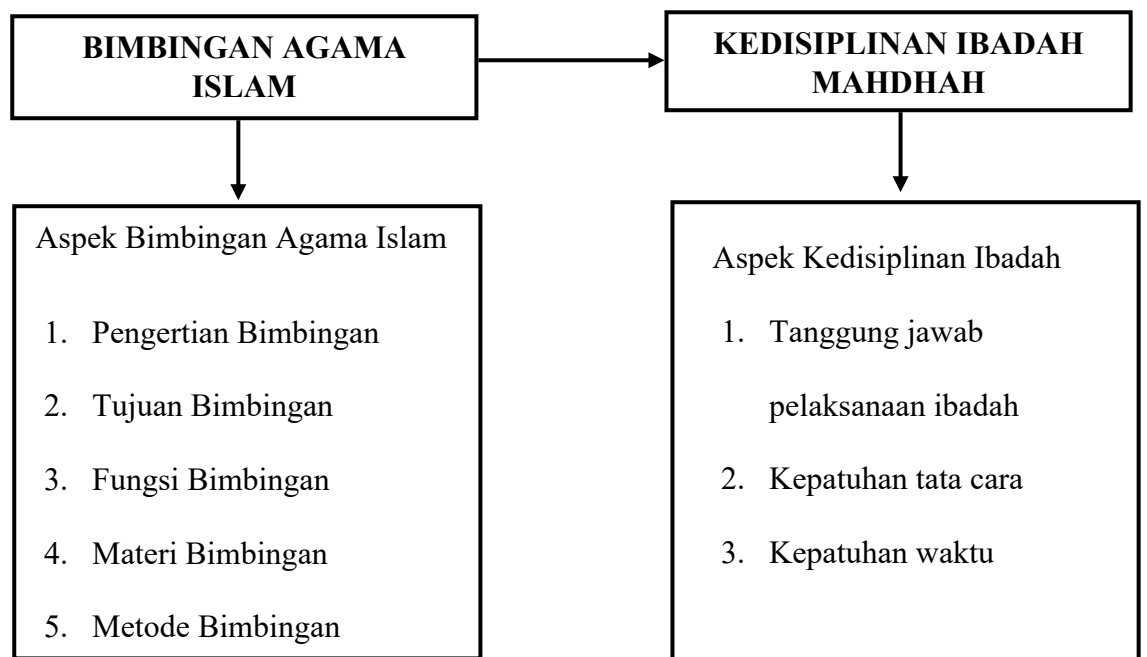 BIMBINGAN AGAMA
ISLAM
KEDISIPLINAN IBADAH
MAHDHAH
Aspek Bimbingan Agama Islam
1. Pengertian Bimbingan
2. Tujuan Bimbingan
3. Fungsi Bimbingan
4. Materi Bimbingan
5. Metode Bimbingan
Aspek Kedisiplinan Ibadah
1. Tanggung jawab
pelaksanaan ibadah
2. Kepatuhan tata cara
3. Kepatuhan waktu